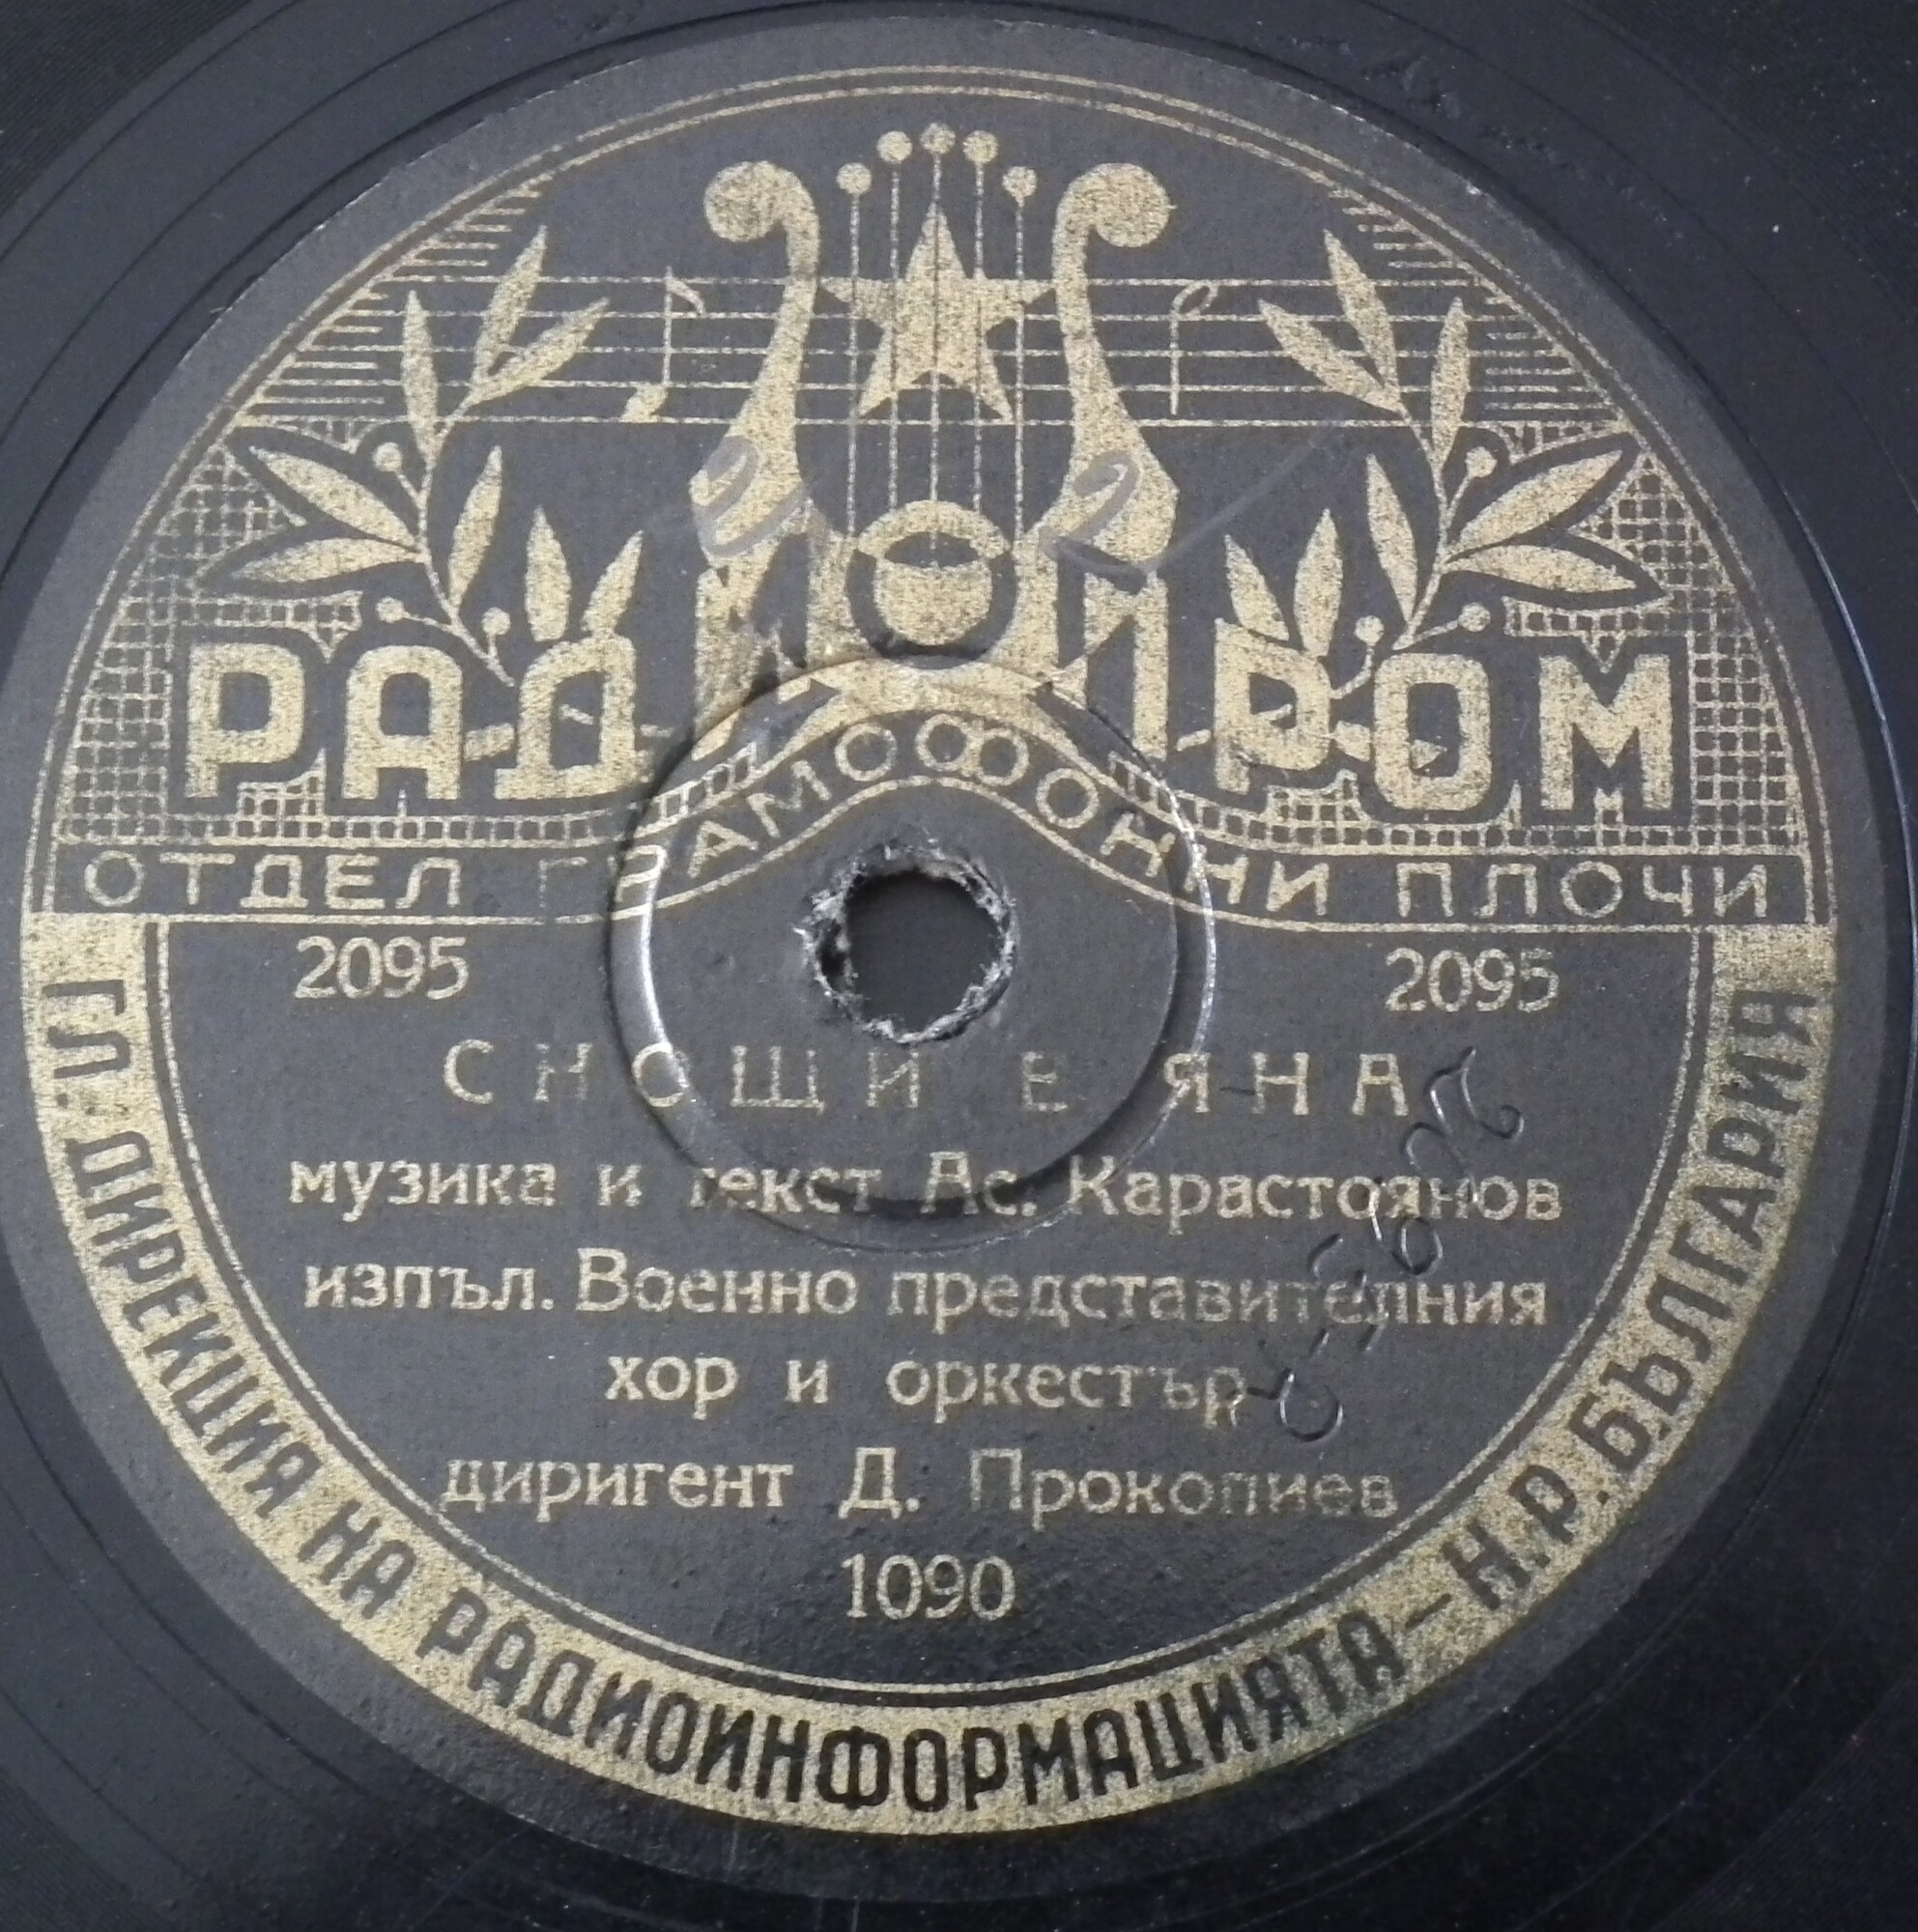 РАДИОПРОМ
ОТДЕЛ ГРАМОФОННИ ПЛОЧИ
2095 2095
СНОЩИ Е ЯНА
музика и текст Ас. Карастоянов
изпъл. Военно представителния
хор и оркестър
диригент Д. Прокопиев
1090
ГЛ. ДИРЕКЦИЯ НА РАДИОИНФОРМАЦИЯТА – Н.Р. БЪЛГАРИЯ